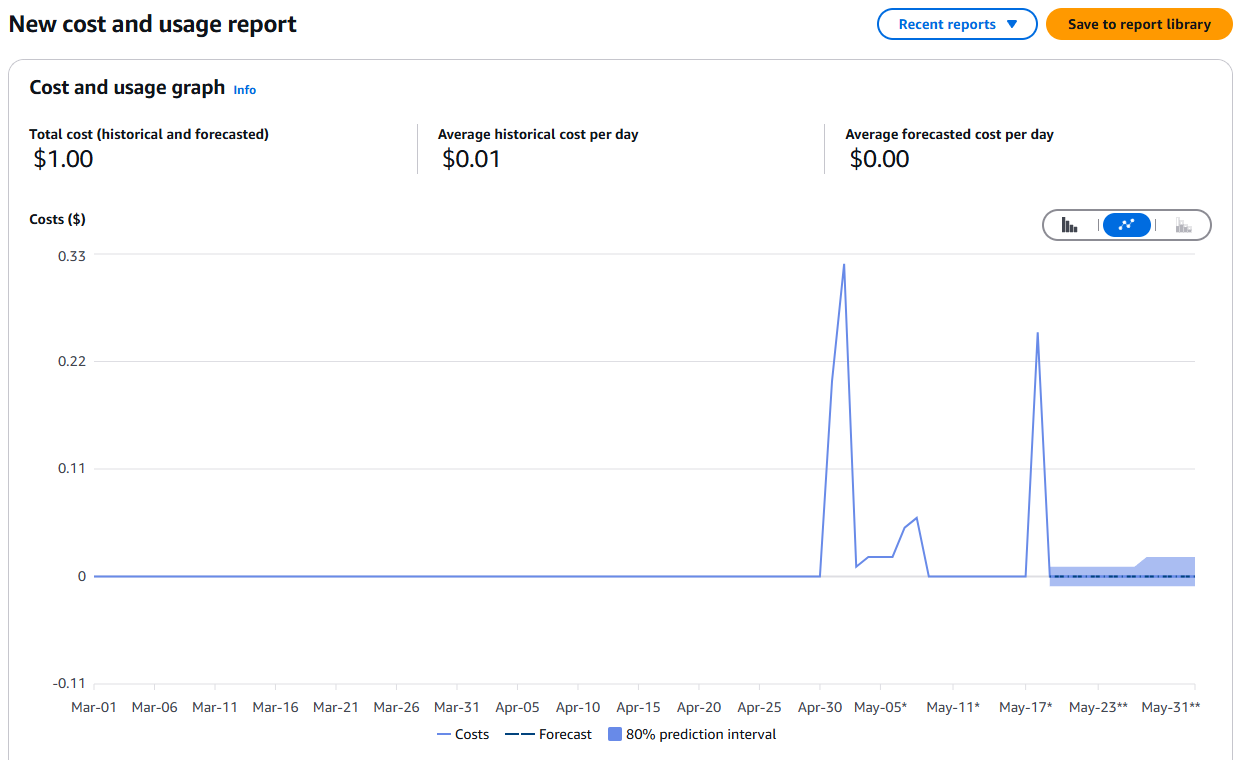 New cost and usage report
Recent reports
Save to report library
Cost and usage graph Info
Total cost (historical and forecasted)
$1.00
Average historical cost per day
$0.01
Average forecasted cost per day
$0.00
Costs ($)
0.33
0.22
0.11
0
-0.11
Mar-01 Mar-06 Mar-11 Mar-16 Mar-21 Mar-26 Mar-31 Apr-05 Apr-10 Apr-15 Apr-20 Apr-25 Apr-30 May-05* May-11* May-17* May-23** May-31**
Costs Forecast 80% prediction interval